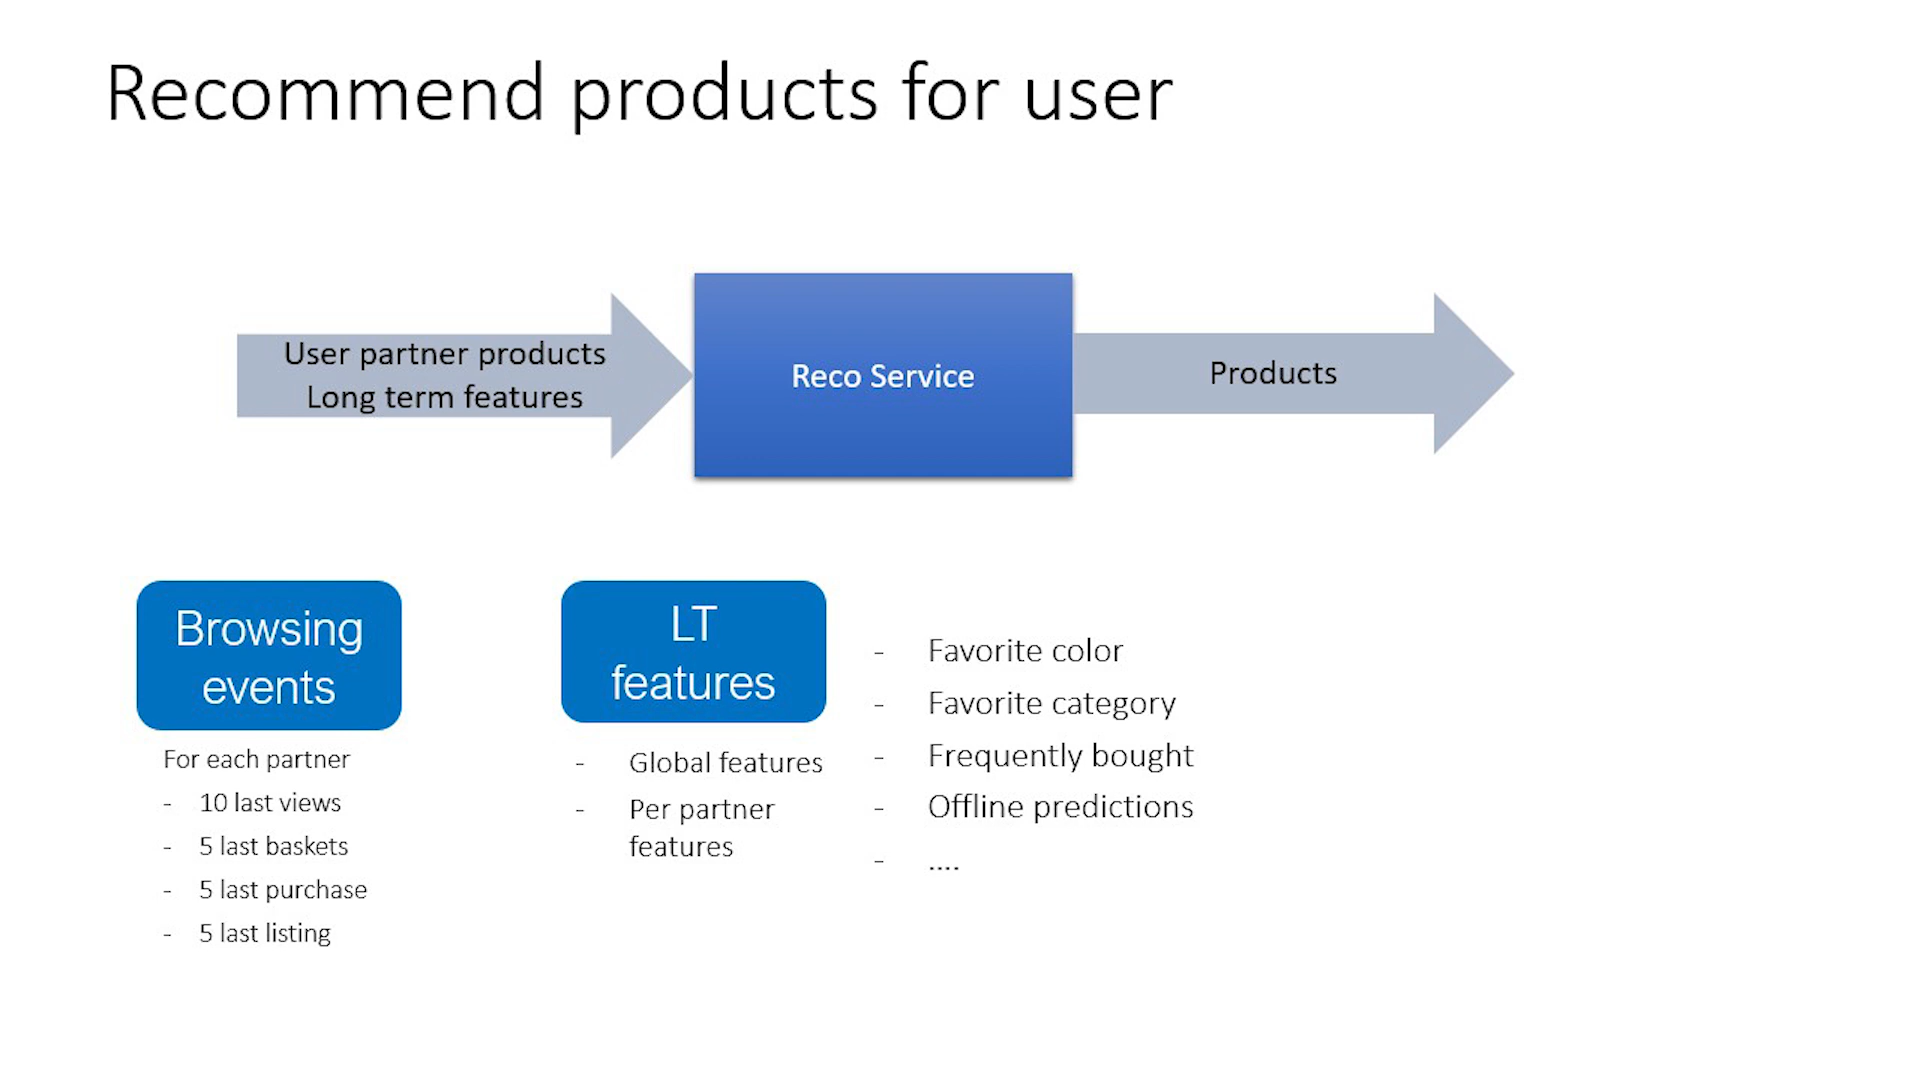 Recommend products for user
User partner products
Long term features
Reco Service
Products
Browsing
events
For each partner
- 10 last views
- 5 last baskets
- 5 last purchase
- 5 last listing
LT
features
- Global features
- Per partner
features
- Favorite color
- Favorite category
- Frequently bought
- Offline predictions
- ....